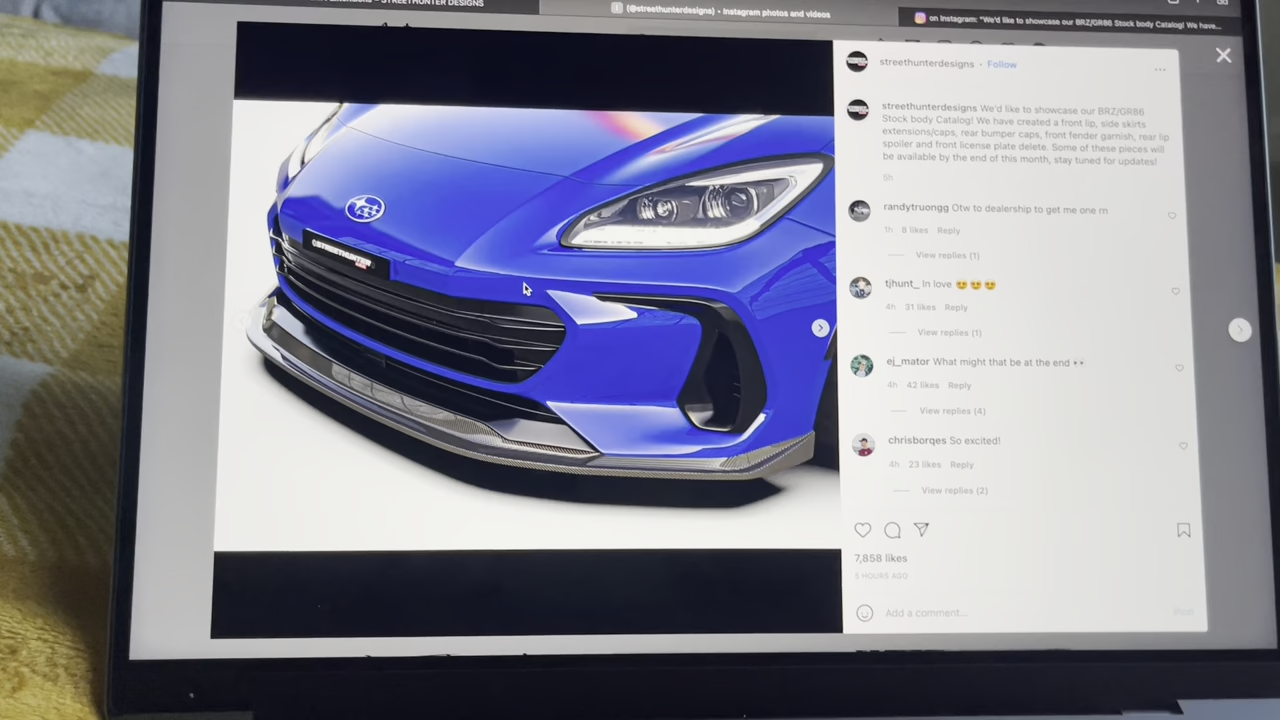 STREETHUNTER DESIGNS
(@streethunterdesigns) • Instagram photos and videos
on Instagram: "We'd like to showcase our BRZ/GR86 Stock body Catalog! We have...
streethunterdesigns • Follow
streethunterdesigns We'd like to showcase our BRZ/GR86
Stock body Catalog! We have created a front lip, side skirts
extensions/caps, rear bumper caps, front fender garnish, rear lip
spoiler and front license plate delete. Some of these pieces will
be available by the end of this month, stay tuned for updates!
5h
randytruongg Otw to dealership to get me one rn
1h 8 likes Reply
View replies (1)
tjhunt_ In love 😍😍😍
4h 31 likes Reply
View replies (1)
ej_mator What might that be at the end 👀
4h 42 likes Reply
View replies (4)
chrisborqes So excited!
4h 23 likes Reply
View replies (2)
7,858 likes
5 HOURS AGO
Add a comment...
Post
STREETHUNTER